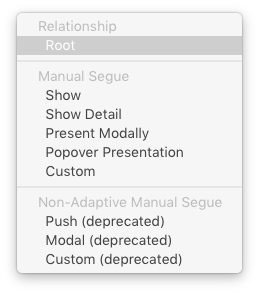 Relationship
Root
Manual Segue
Show
Show Detail
Present Modally
Popover Presentation
Custom
Non-Adaptive Manual Segue
Push (deprecated)
Modal (deprecated)
Custom (deprecated)